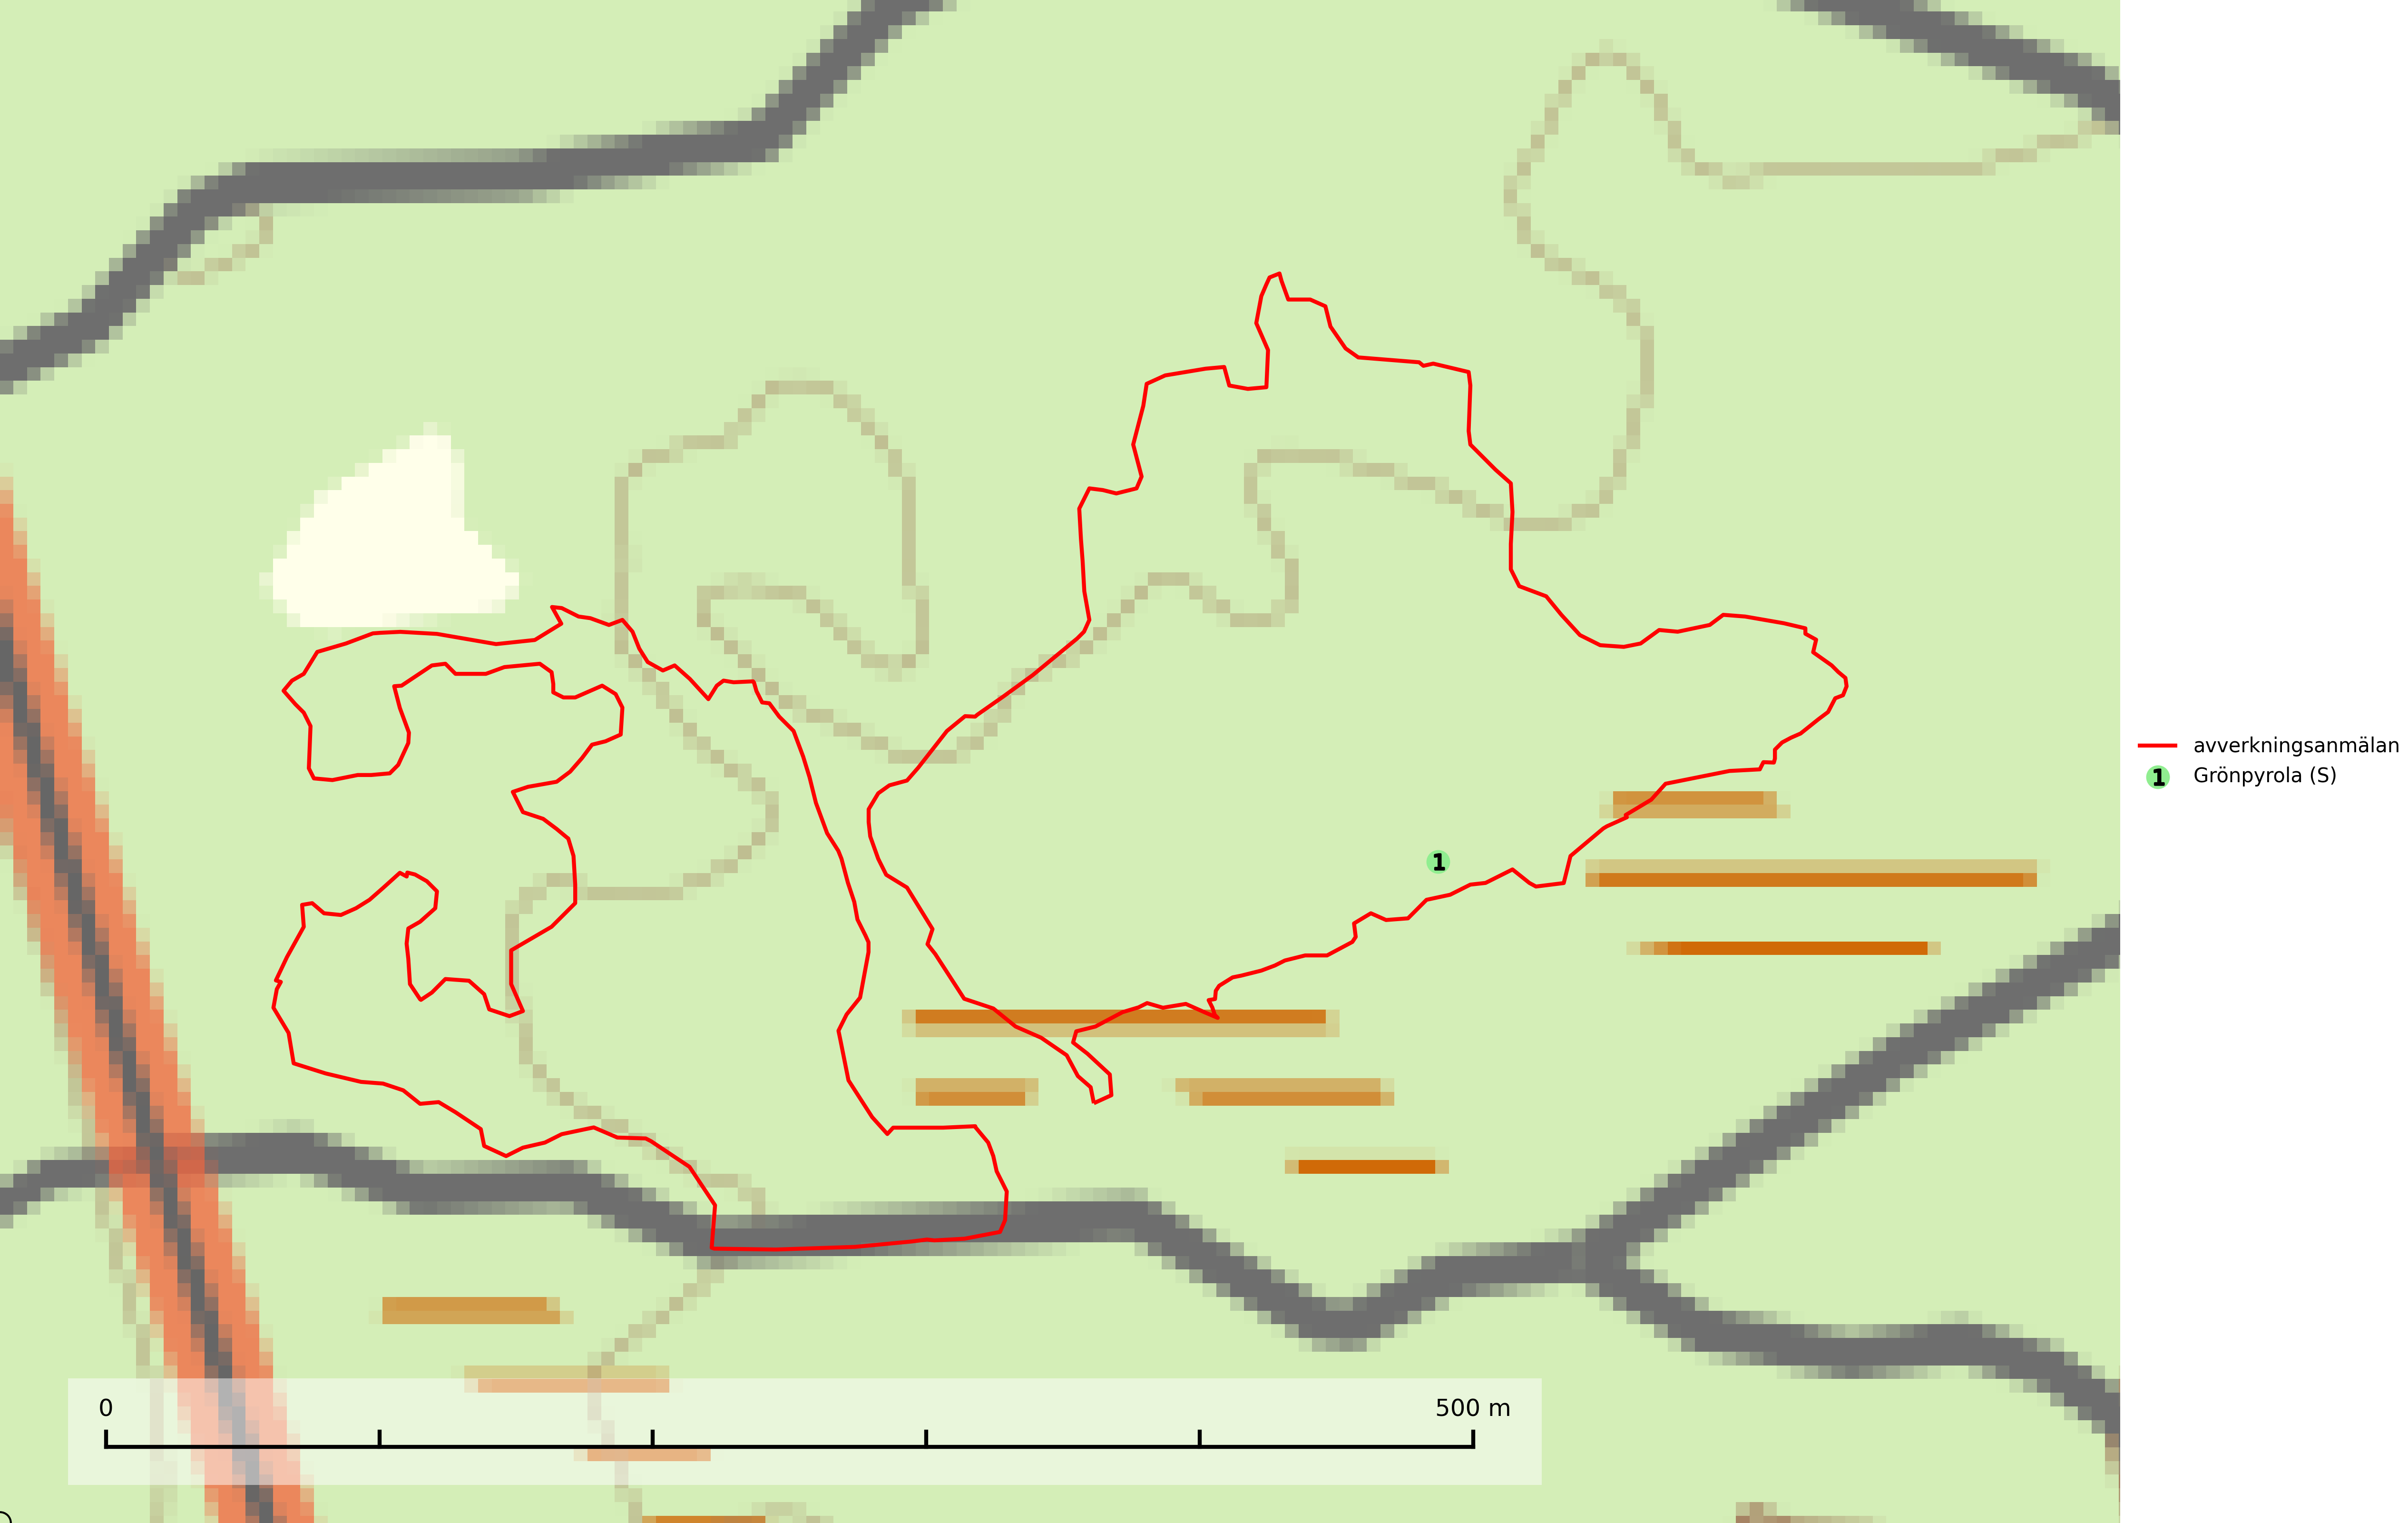 avverkningsanmälan
1 Grönpyrola (S)
1
0 500 m